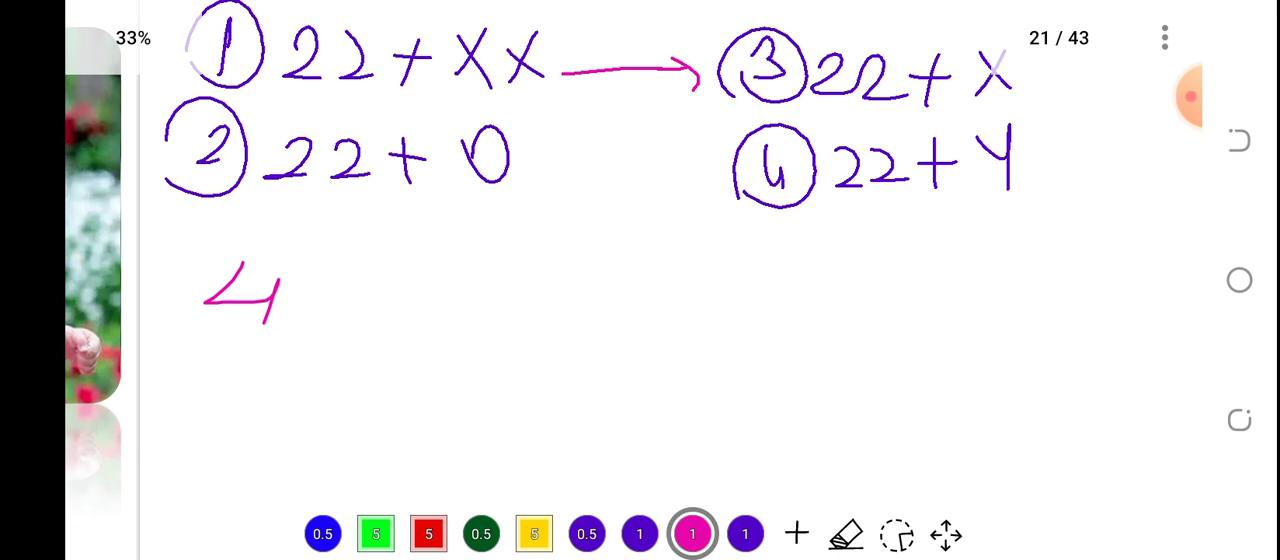 33%
21 / 43
① 22 + XX → ③ 22 + X
② 22 + 0 ④ 22 + Y
4
0.5 5 5 0.5 5 0.5 1 1 1